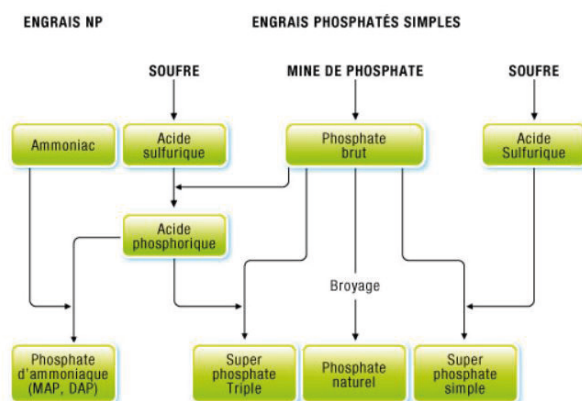 ENGRAIS NP
ENGRAIS PHOSPHATÉS SIMPLES
SOUFRE
MINE DE PHOSPHATE
SOUFRE
Ammoniac
Acide
sulfurique
Phosphate
brut
Acide
Sulfurique
Acide
phosphorique
Broyage
Phosphate
d'ammoniaque
(MAP, DAP)
Super
phosphate
Triple
Phosphate
naturel
Super
phosphate
simple